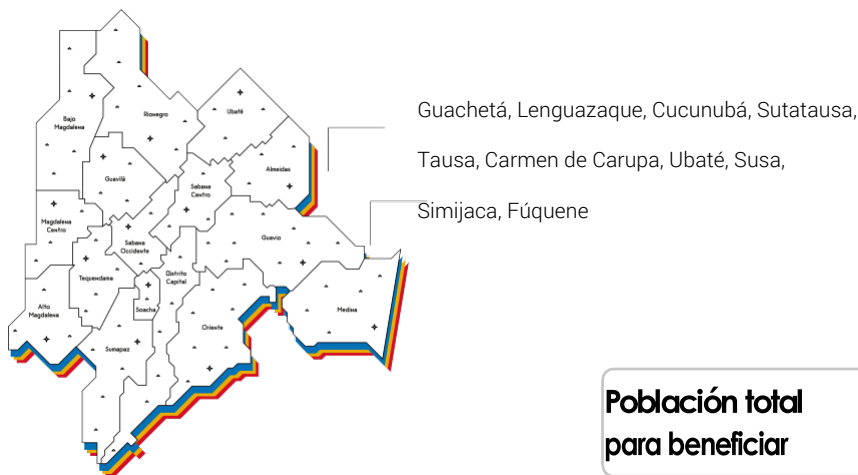 Ubaté
Rionegro
Bajo
Magdalena
Almeidas
Gualivá
Sabana
Centro
Magdalena
Centro
Guavio
Sabana
Occidente
Distrito
Capital
Tequendama
Soacha
Alto
Magdalena
Medina
Oriente
Sumapaz
Guachetá, Lenguazaque, Cucunubá, Sutatausa,
Tausa, Carmen de Carupa, Ubaté, Susa,
Simijaca, Fúquene
Población total
para beneficiar